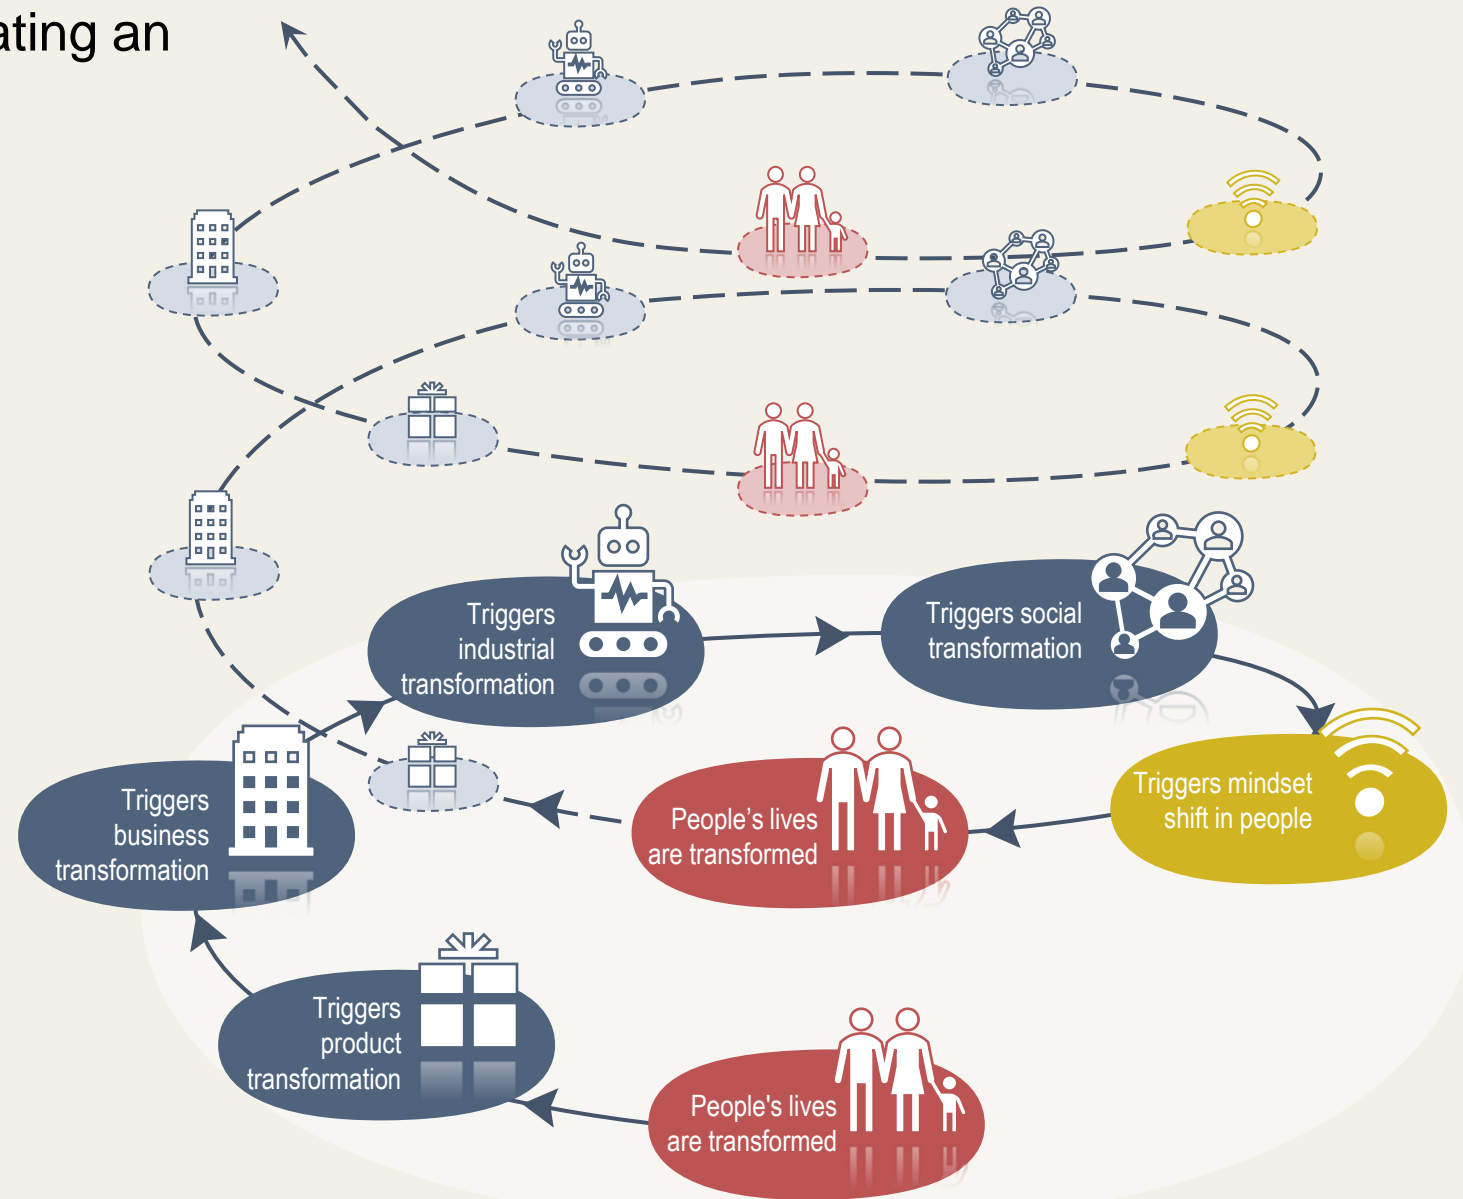 ating an
Triggers
industrial
transformation
Triggers social
transformation
Triggers
business
transformation
People’s lives
are transformed
Triggers mindset
shift in people
Triggers
product
transformation
People's lives
are transformed